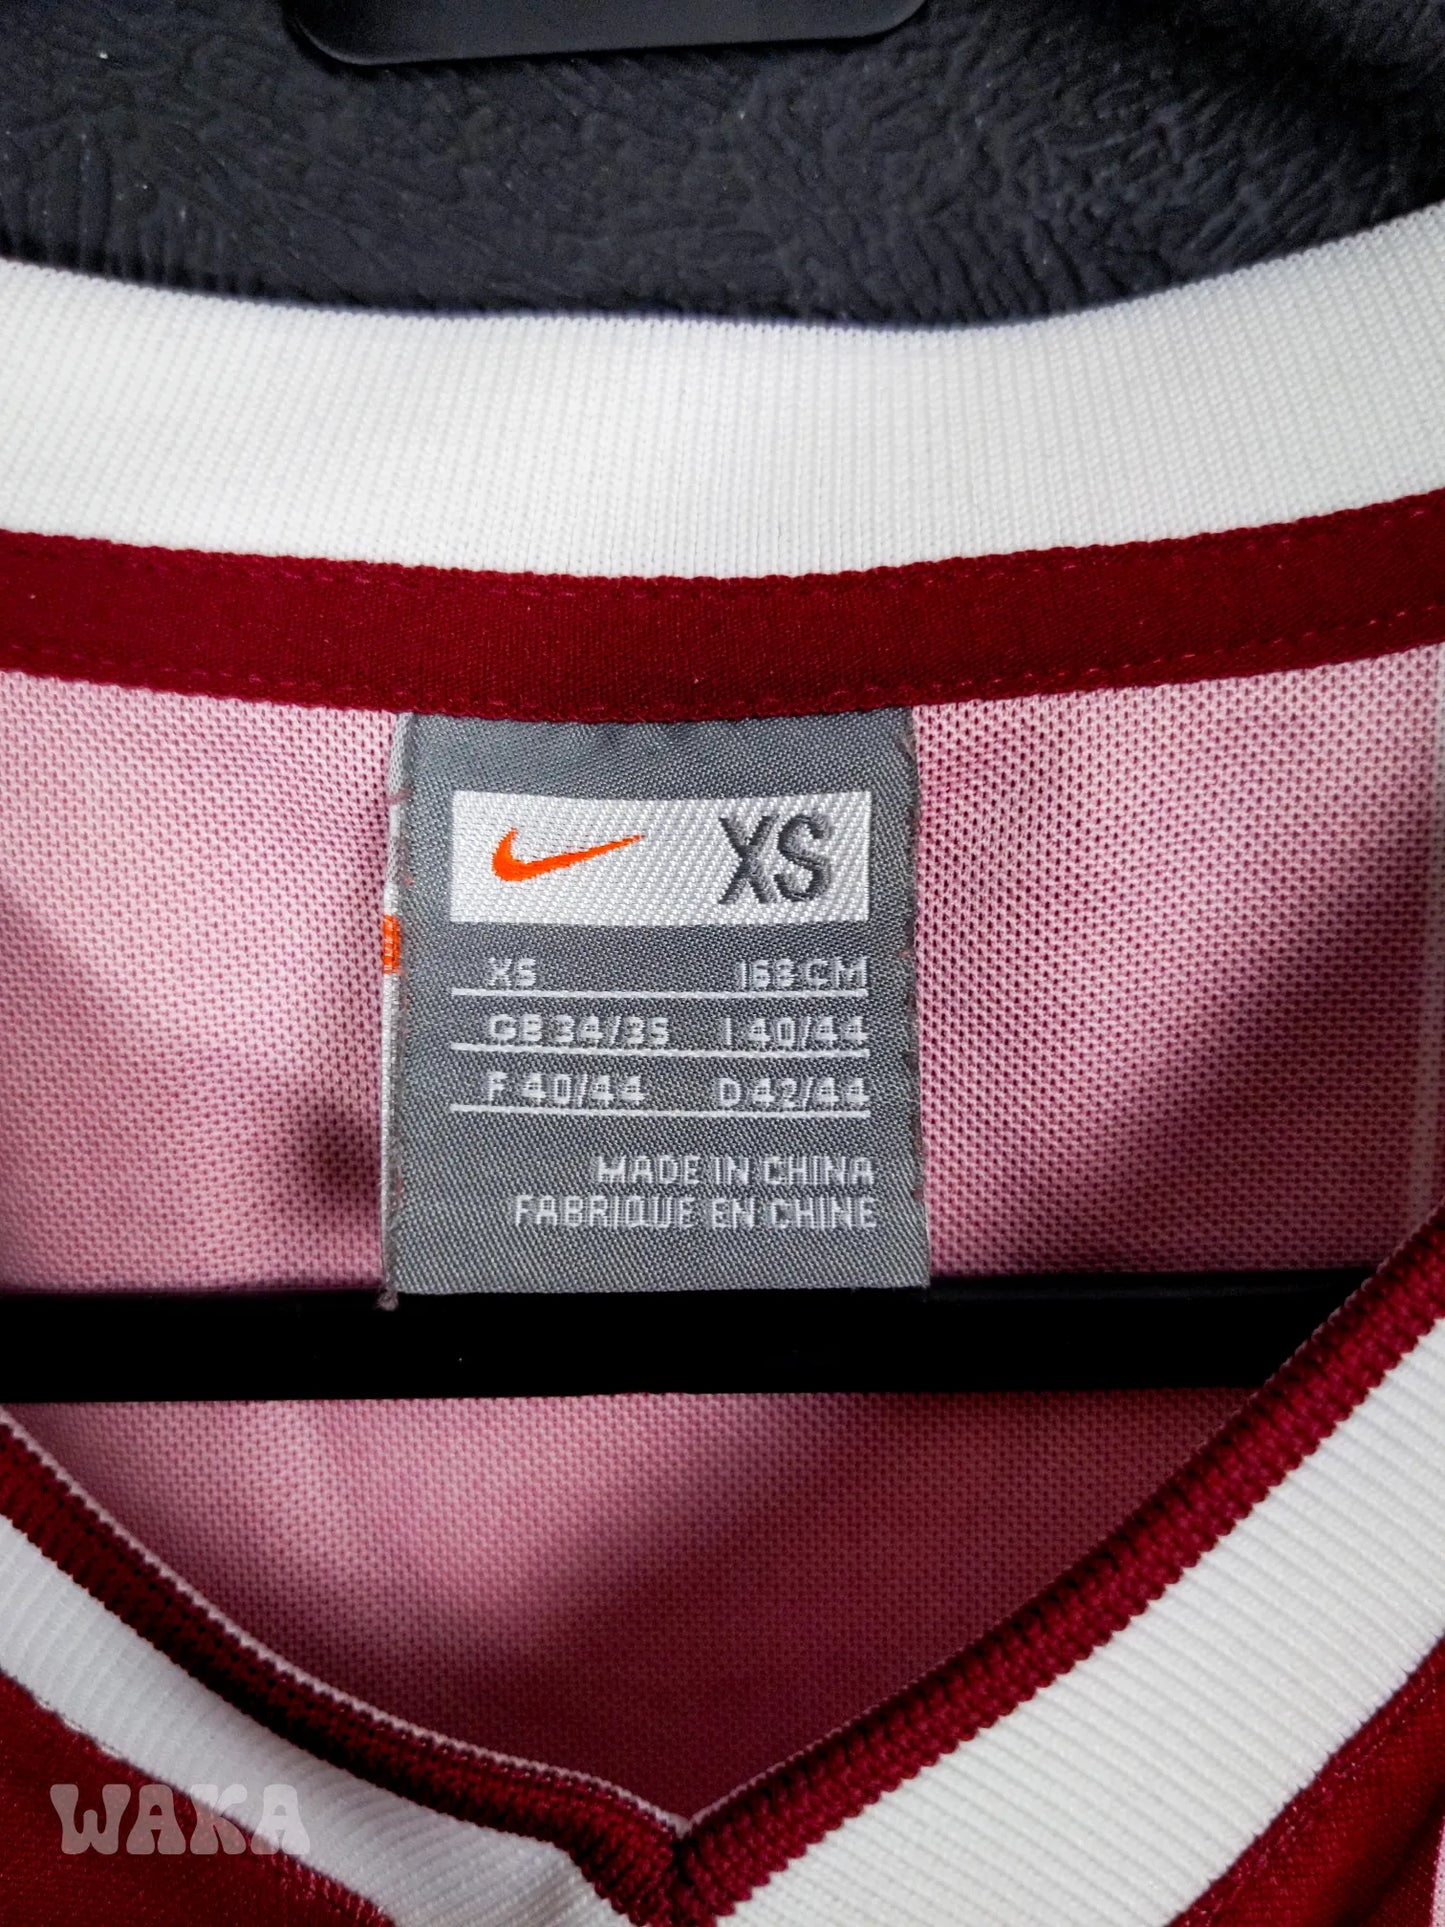 XS
XS 168 CM
GB 34/35 I 40/44
F 40/44 D 42/44
MADE IN CHINA
FABRIQUE EN CHINE
WAKA